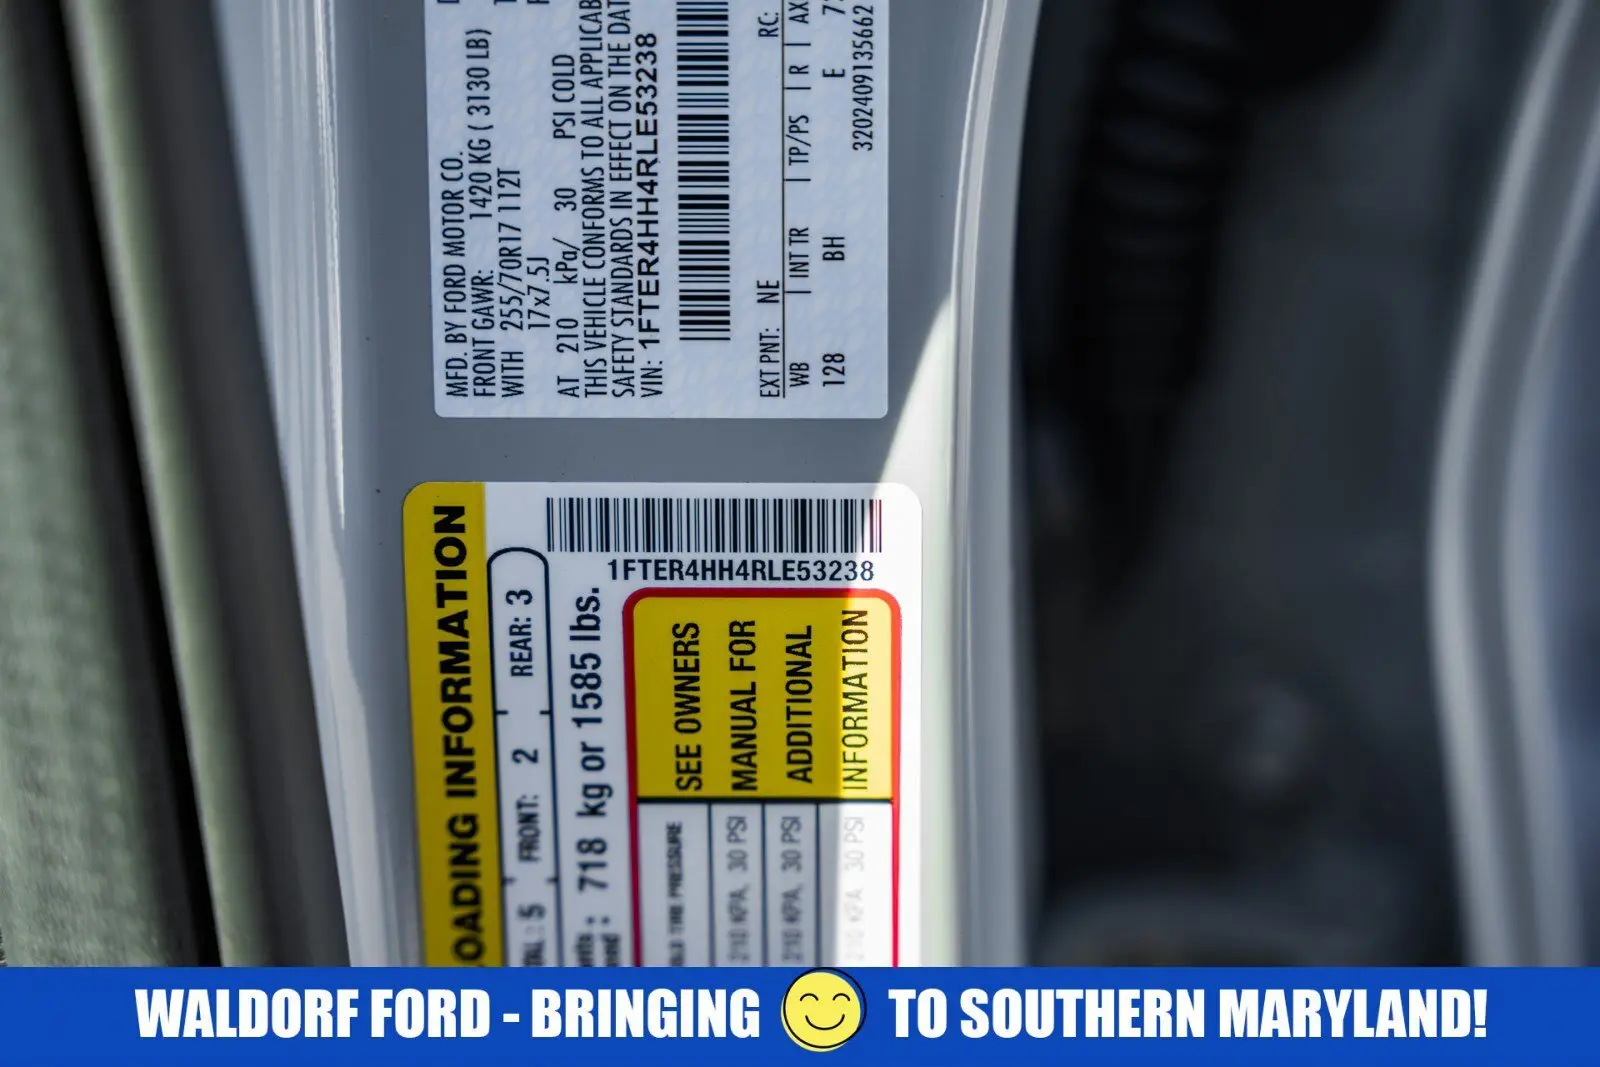 MFD. BY FORD MOTOR CO.
FRONT GAWR: 1420 KG ( 3130 LB)
WITH 255/70R17 112T
17x7.5J
AT 210 kPa/ 30 PSI COLD
THIS VEHICLE CONFORMS TO ALL
SAFETY STANDARDS IN EFFECT ON THE
VIN: 1FTER4HH4RLE53238
EXT PNT: NE RC:
WB | INT TR | TP/PS | R |
128 BH E
3202409135662
LOADING INFORMATION
FRONT: 2 REAR: 3
5
718 kg or 1585 lbs.
1FTER4HH4RLE53238
SEE OWNERS
MANUAL FOR
ADDITIONAL
INFORMATION
TIRE PRESSURE
210 KPA, 30 PSI
210 KPA, 30 PSI
210 KPA, 30 PSI
WALDORF FORD - BRINGING TO SOUTHERN MARYLAND!